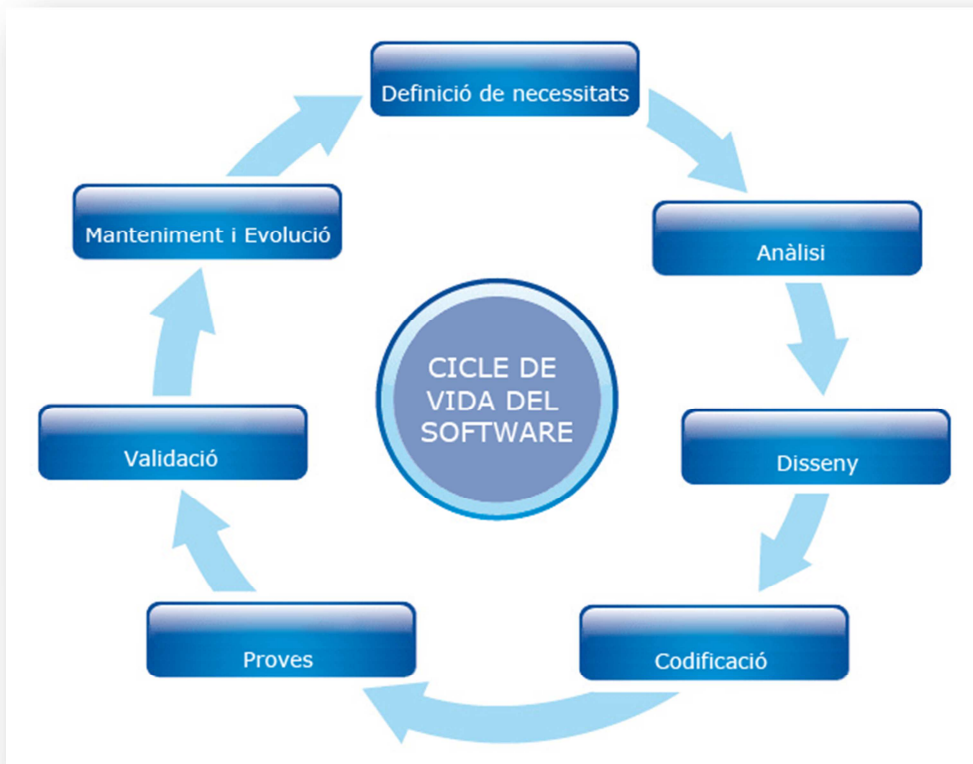 Definició de necessitats
Anàlisi
Disseny
Codificació
Proves
Validació
Manteniment i Evolució
CICLE DE
VIDA DEL
SOFTWARE